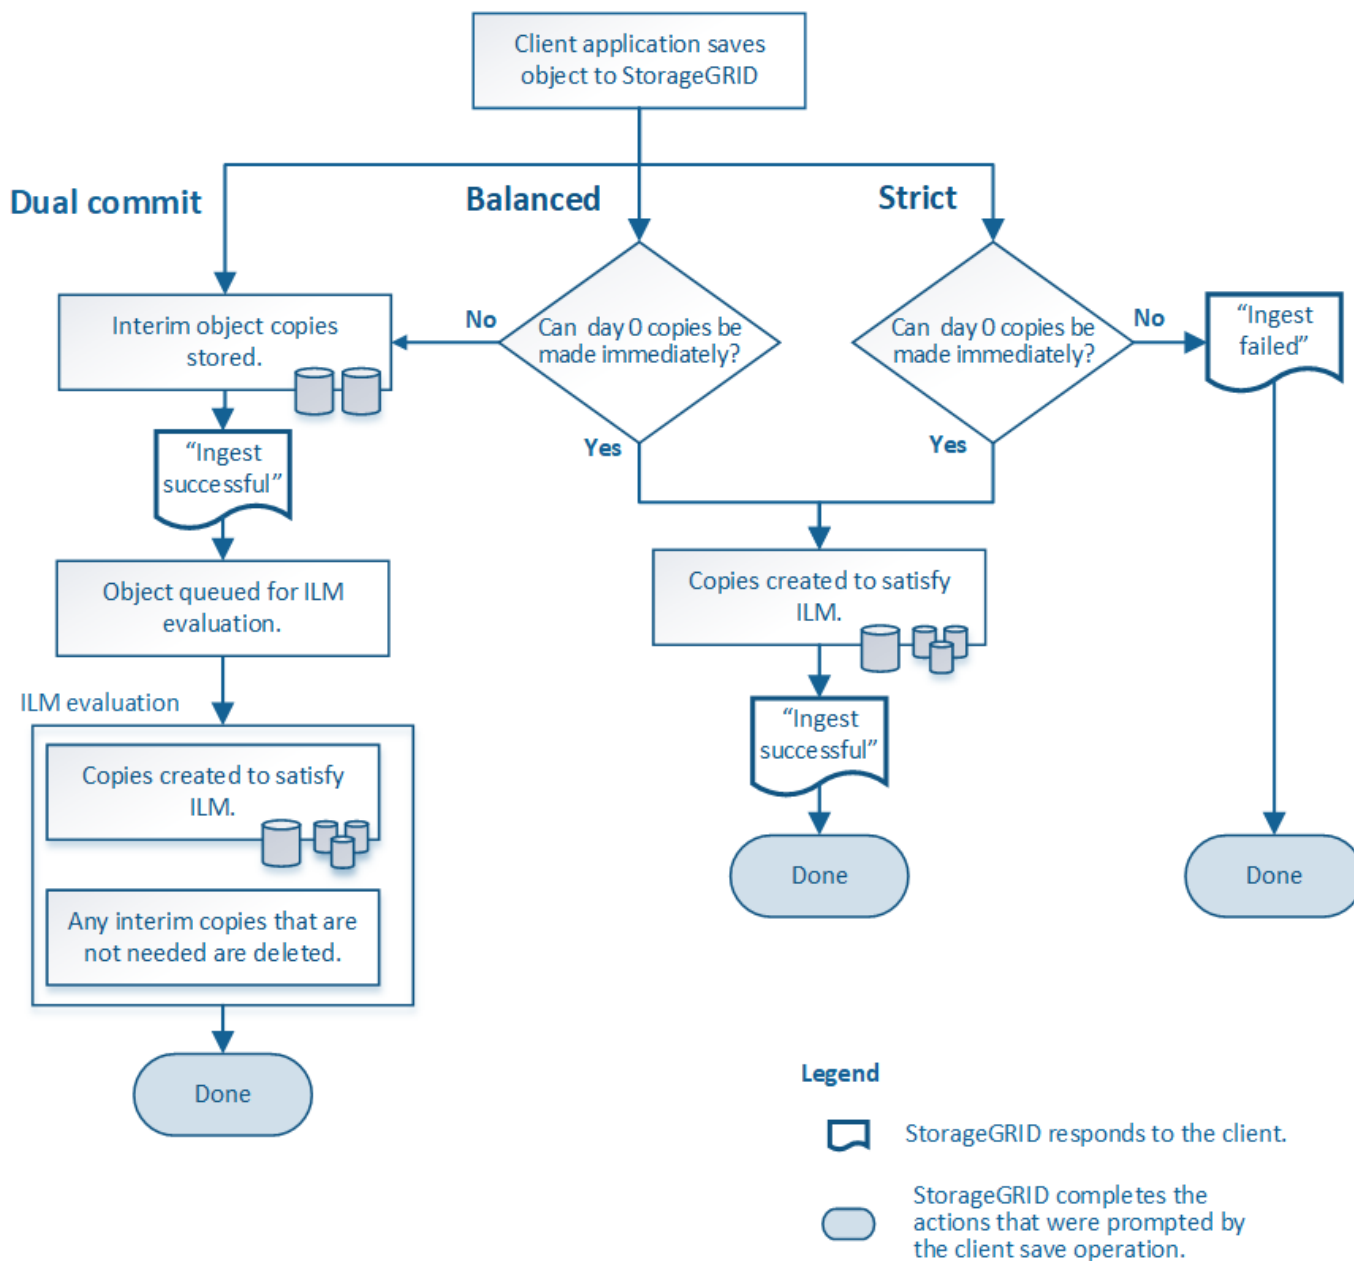 Client application saves
object to StorageGRID
Dual commit
Balanced
Strict
Interim object copies
stored.
No
Can day 0 copies be
made immediately?
Can day 0 copies be
made immediately?
No
“Ingest
failed”
“Ingest
successful”
Yes
Yes
Object queued for ILM
evaluation.
Copies created to satisfy
ILM.
ILM evaluation
“Ingest
successful”
Copies created to satisfy
ILM.
Any interim copies that are
not needed are deleted.
Done
Done
Done
Legend
StorageGRID responds to the client.
StorageGRID completes the
actions that were prompted by
the client save operation.